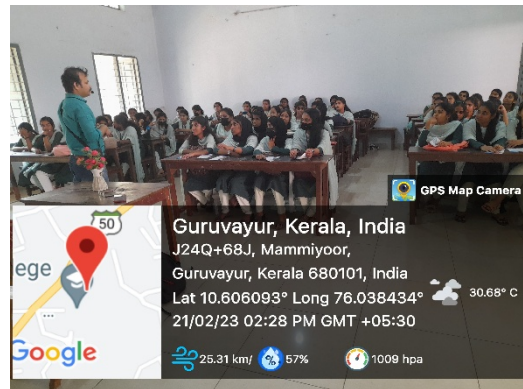 GPS Map Camera
50
ege
Google
Guruvayur, Kerala, India
J24Q+68J, Mammiyoor,
Guruvayur, Kerala 680101, India
Lat 10.606093° Long 76.038434°
21/02/23 02:28 PM GMT +05:30
30.68° C
25.31 km/
57%
1009 hpa